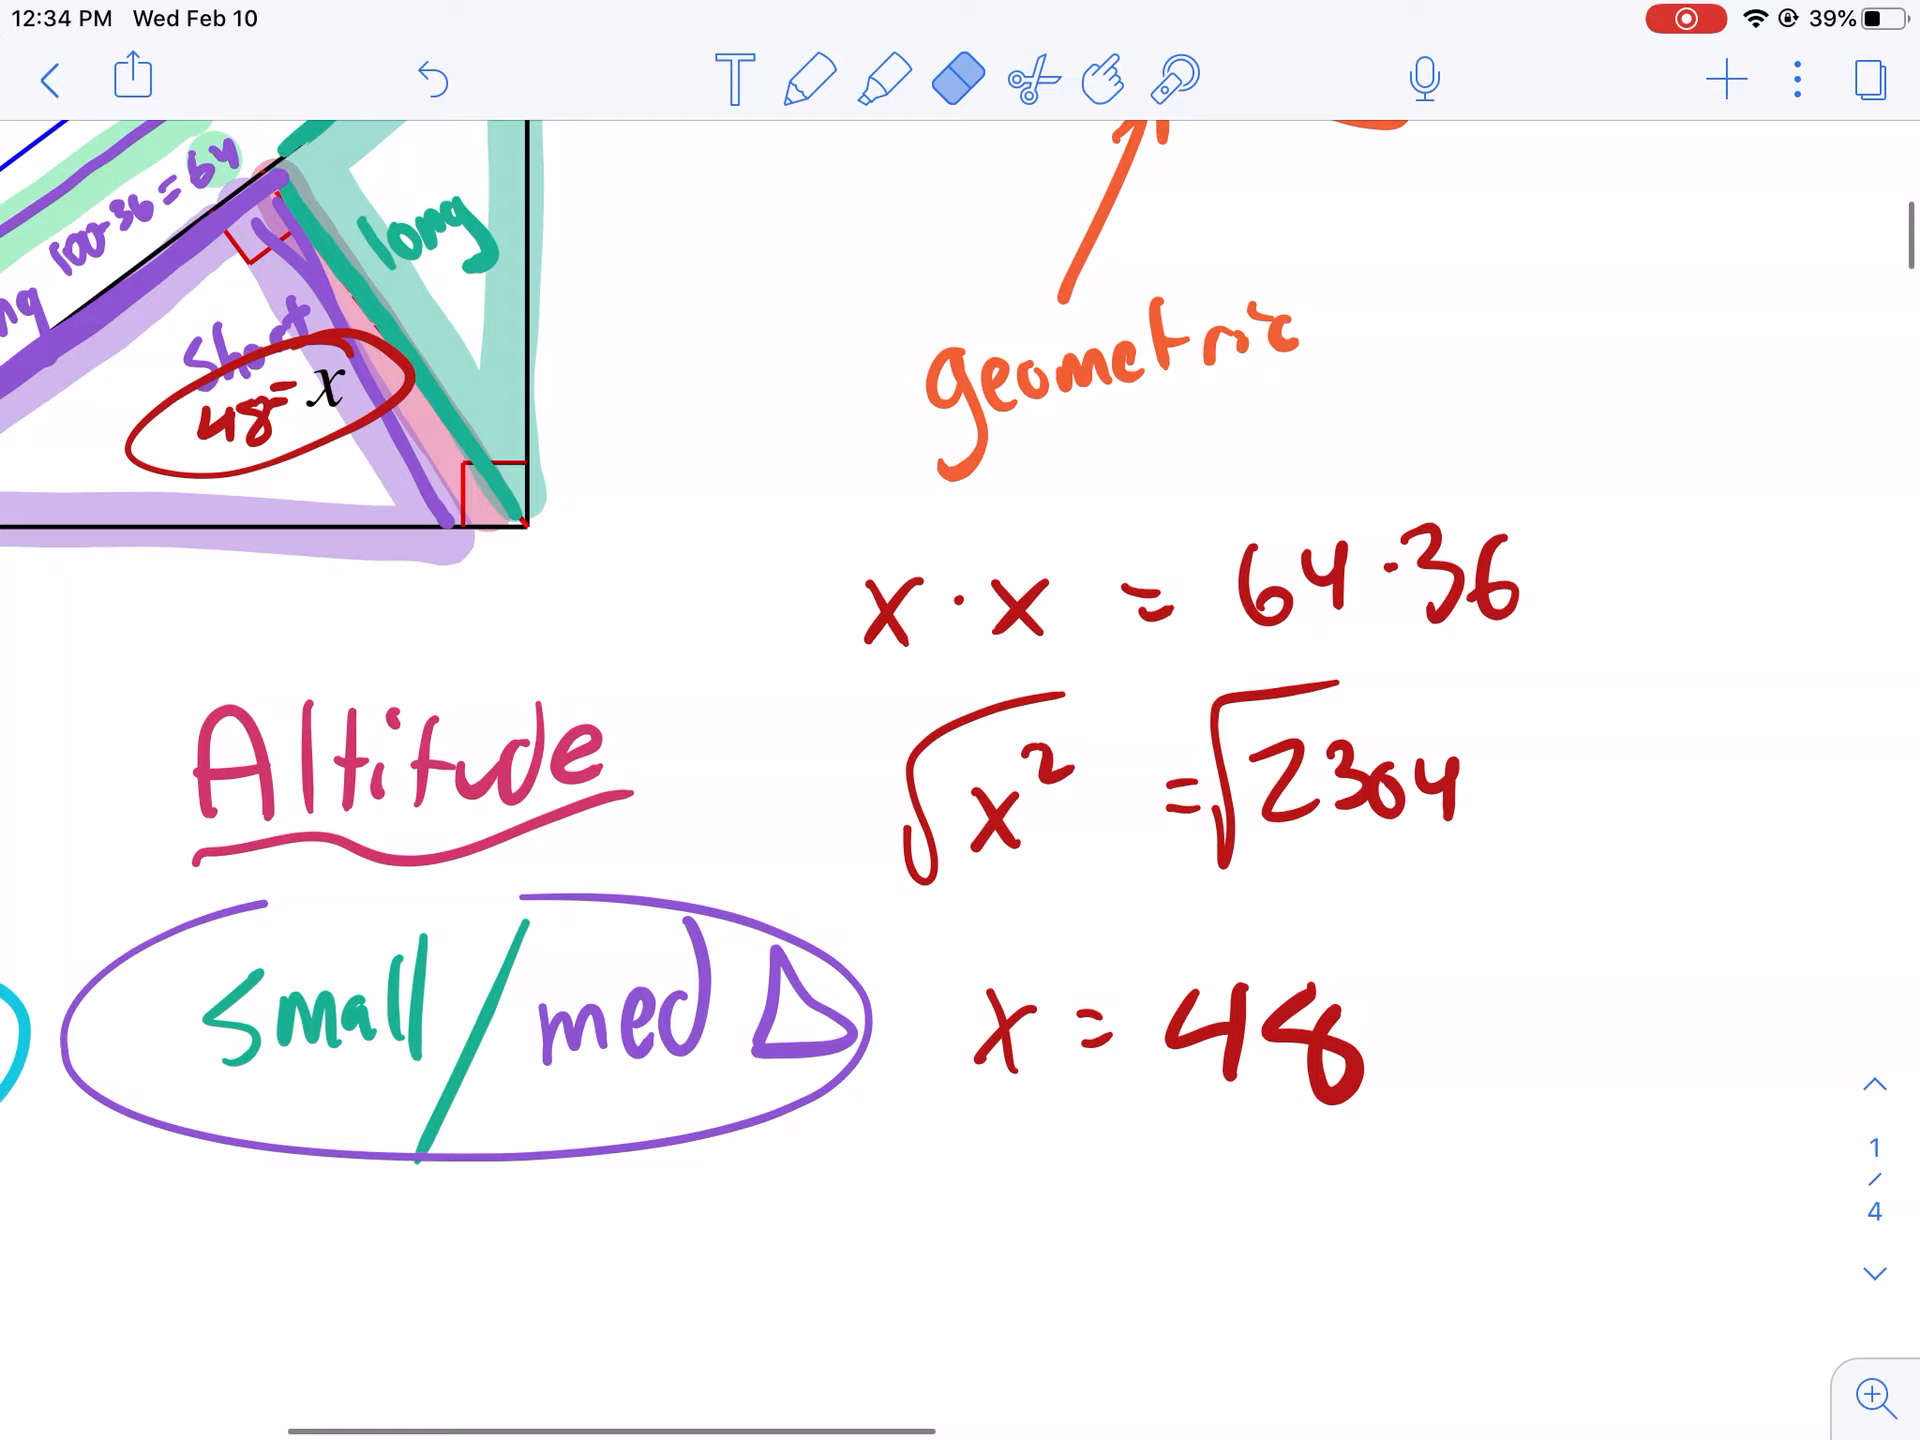 12:34 PM Wed Feb 10
39%
T
100-36=64
long
short
48= x
geometric
x · x = 64 · 36
Altitude
√x² = √2304
small / med △
x = 48
1
/
4